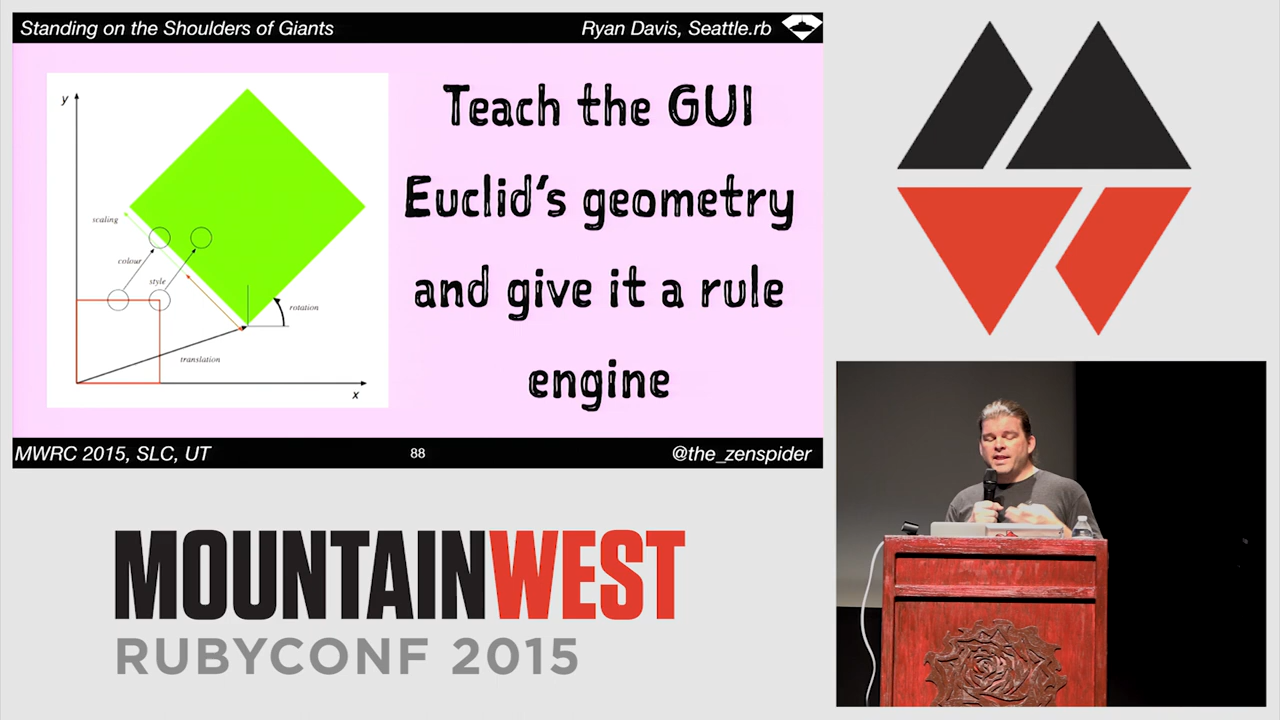 Standing on the Shoulders of Giants
Ryan Davis, Seattle.rb
y
scaling
colour
style
rotation
translation
x
Teach the GUI
Euclid's geometry
and give it a rule
engine
MWRC 2015, SLC, UT
88
@the_zenspider
MOUNTAINWEST
RUBYCONF 2015